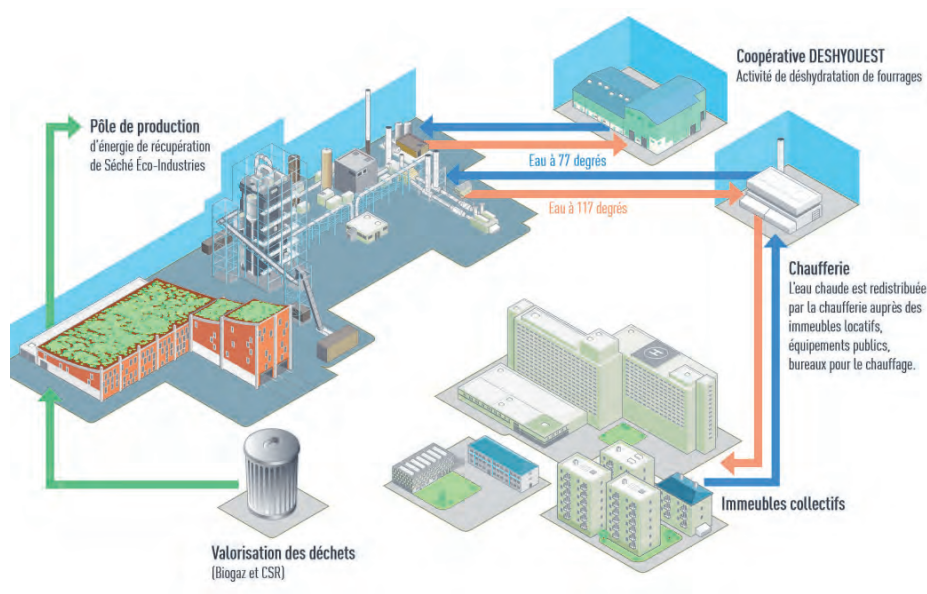 Coopérative DESHYOUEST
Activité de déshydratation de fourrages
Pôle de production
d'énergie de récupération
de Séché Éco-Industries
Eau à 77 degrés
Eau à 117 degrés
Chaufferie
L'eau chaude est redistribuée
par la chaufferie auprès des
immeubles locatifs,
équipements publics,
bureaux pour le chauffage.
H
Immeubles collectifs
Valorisation des déchets
(Biogaz et CSR)